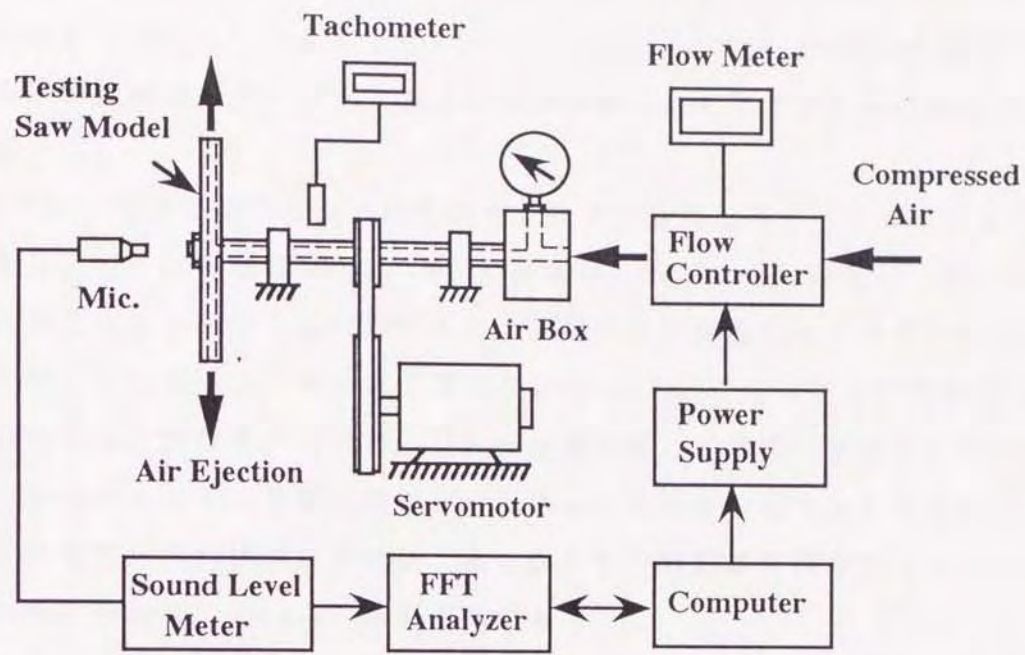 Tachometer
Flow Meter
Testing
Saw Model
Compressed
Air
Flow
Controller
Mic.
Air Box
Power
Supply
Air Ejection
Servomotor
Sound Level
Meter
FFT
Analyzer
Computer